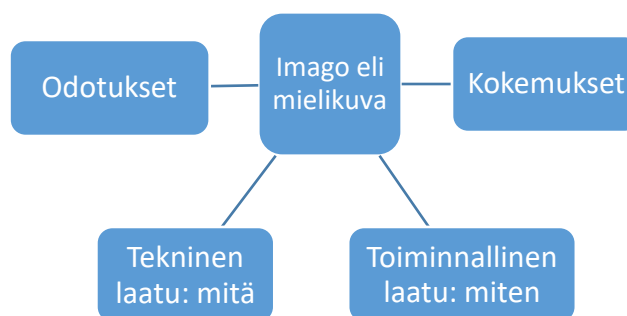 Odotukset
Imago eli
mielikuva
Kokemukset
Tekninen
laatu: mitä
Toiminnallinen
laatu: miten